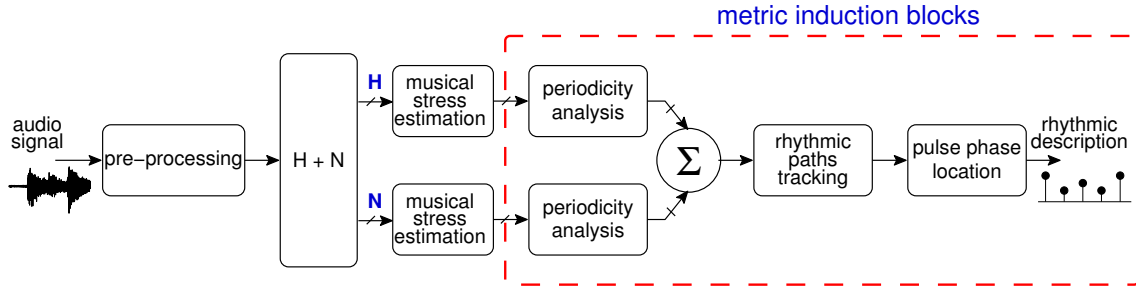 metric induction blocks
audio
signal
pre-processing
H + N
H
musical
stress
estimation
periodicity
analysis
N
musical
stress
estimation
periodicity
analysis
Σ
rhythmic
paths
tracking
pulse phase
location
rhythmic
description